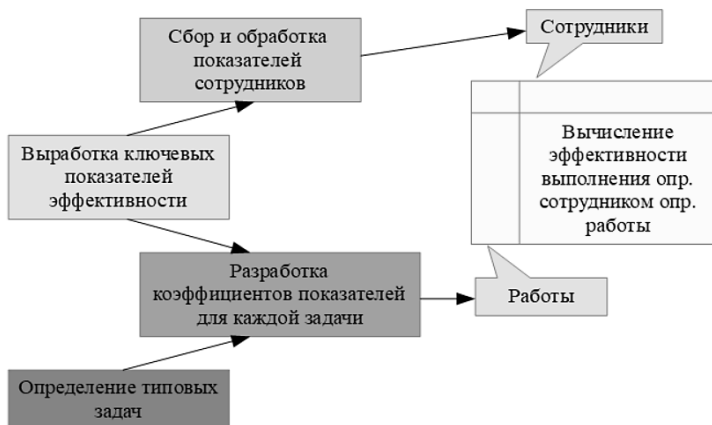 Сбор и обработка
показателей
сотрудников
Сотрудники
Выработка ключевых
показателей
эффективности
Вычисление
эффективности
выполнения опр.
сотрудником опр.
работы
Разработка
коэффициентов показателей
для каждой задачи
Работы
Определение типовых
задач